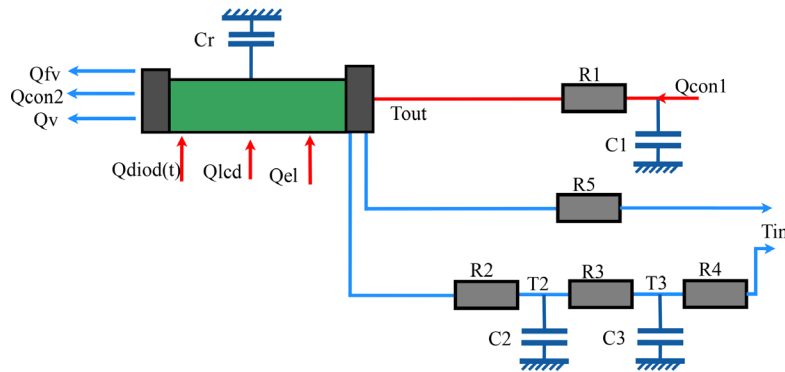 Cr
Qfv
Qcon2
Qv
Qdiod(t)
Qlcd
Qel
Tout
R1
Qcon1
C1
R5
Tin
R2
T2
R3
T3
R4
C2
C3